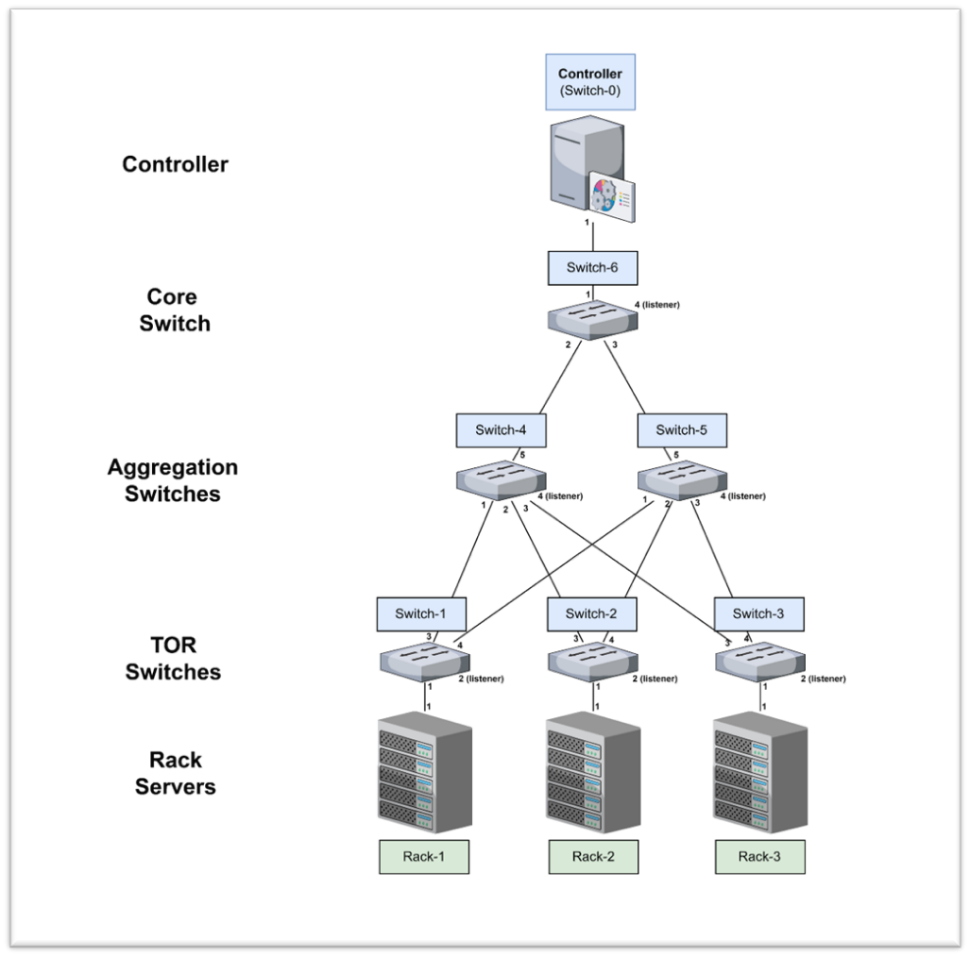 Controller
(Switch-0)
Controller
1
Switch-6
Core
Switch
1
4 (listener)
2
3
Switch-4
Switch-5
5
5
Aggregation
Switches
4 (listener)
4 (listener)
1
2
3
1
2
3
Switch-1
Switch-2
Switch-3
3
4
3
4
3
4
TOR
Switches
2 (listener)
2 (listener)
2 (listener)
1
1
1
1
1
1
Rack
Servers
Rack-1
Rack-2
Rack-3